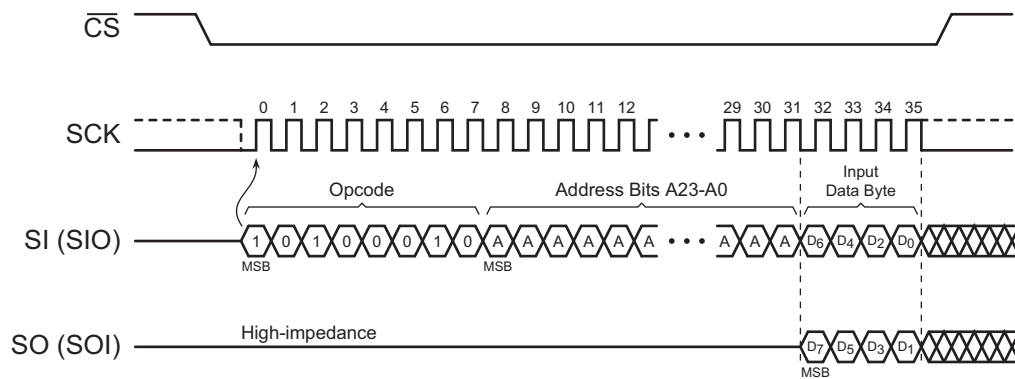 CS
0 1 2 3 4 5 6 7 8 9 10 11 12 29 30 31 32 33 34 35
SCK
Opcode
Address Bits A23-A0
Input
Data Byte
SI (SIO)
1 0 1 0 0 0 1 0 A A A A A A A A A D6 D4 D2 D0
MSB MSB
High-impedance
SO (SOI)
D7 D5 D3 D1
MSB